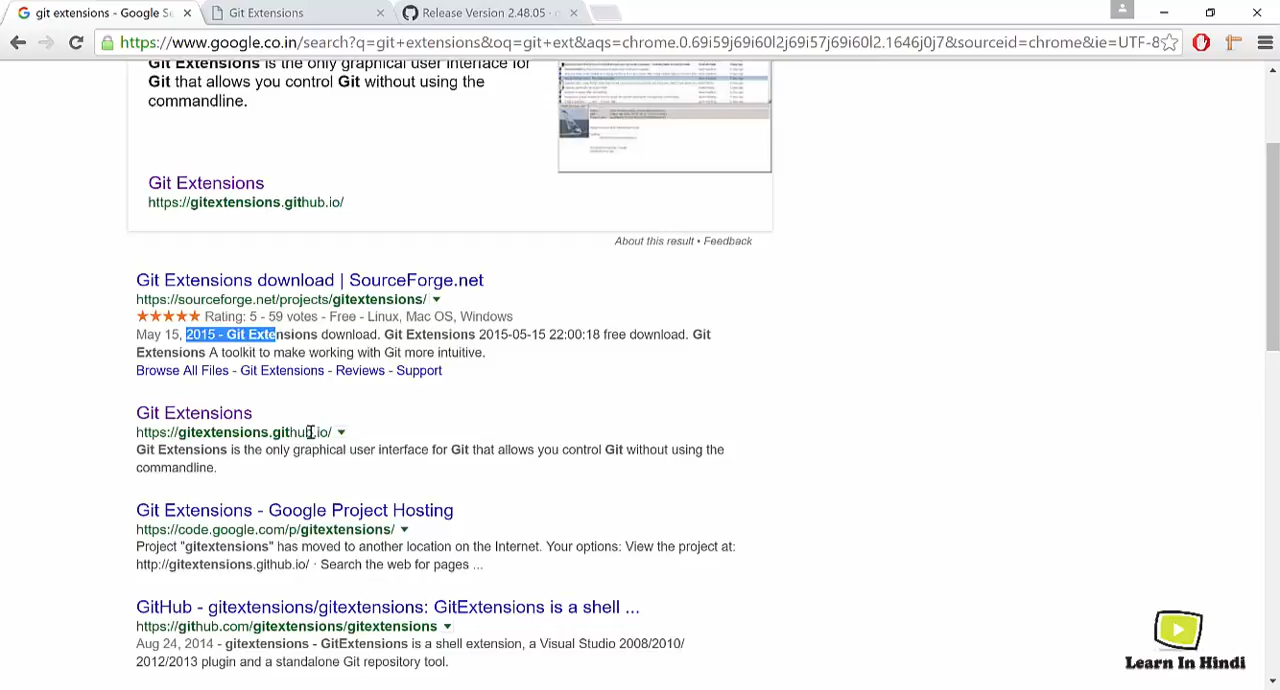 git extensions - Google Se
Git Extensions
Release Version 2.48.05 ·
https://www.google.co.in/search?q=git+extensions&oq=git+ext&aqs=chrome.0.69i59j69i60l2j69i57j69i60l2.1646j0j7&sourceid=chrome&ie=UTF-8
Git Extensions is the only graphical user interface for
Git that allows you control Git without using the
commandline.
Git Extensions
https://gitextensions.github.io/
About this result • Feedback
Git Extensions download | SourceForge.net
https://sourceforge.net/projects/gitextensions/
Rating: 5 - 59 votes - Free - Linux, Mac OS, Windows
May 15, 2015 - Git Extensions download. Git Extensions 2015-05-15 22:00:18 free download. Git
Extensions A toolkit to make working with Git more intuitive.
Browse All Files - Git Extensions - Reviews - Support
Git Extensions
https://gitextensions.github.io/
Git Extensions is the only graphical user interface for Git that allows you control Git without using the
commandline.
Git Extensions - Google Project Hosting
https://code.google.com/p/gitextensions/
Project "gitextensions" has moved to another location on the Internet. Your options: View the project at:
http://gitextensions.github.io/ · Search the web for pages ...
GitHub - gitextensions/gitextensions: GitExtensions is a shell ...
https://github.com/gitextensions/gitextensions
Aug 24, 2014 - gitextensions - GitExtensions is a shell extension, a Visual Studio 2008/2010/
2012/2013 plugin and a standalone Git repository tool.
Learn In Hindi